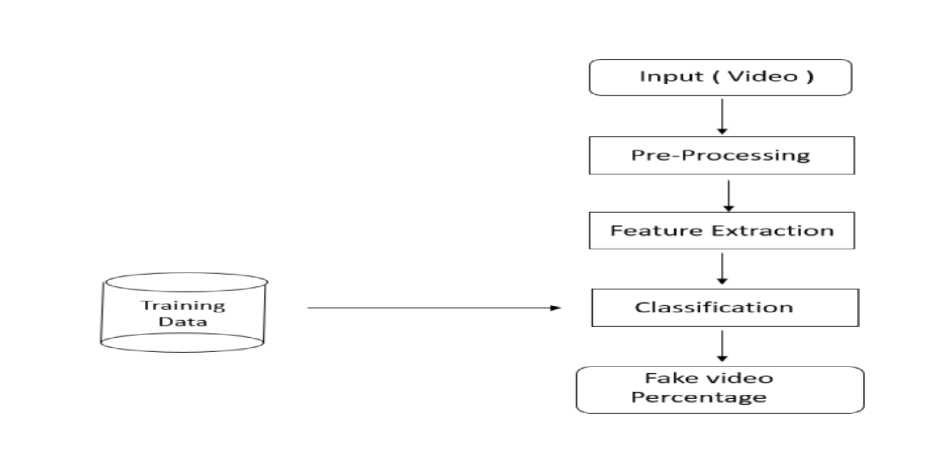 Input ( Video )
Pre-Processing
Feature Extraction
Training
Data
Classification
Fake video
Percentage